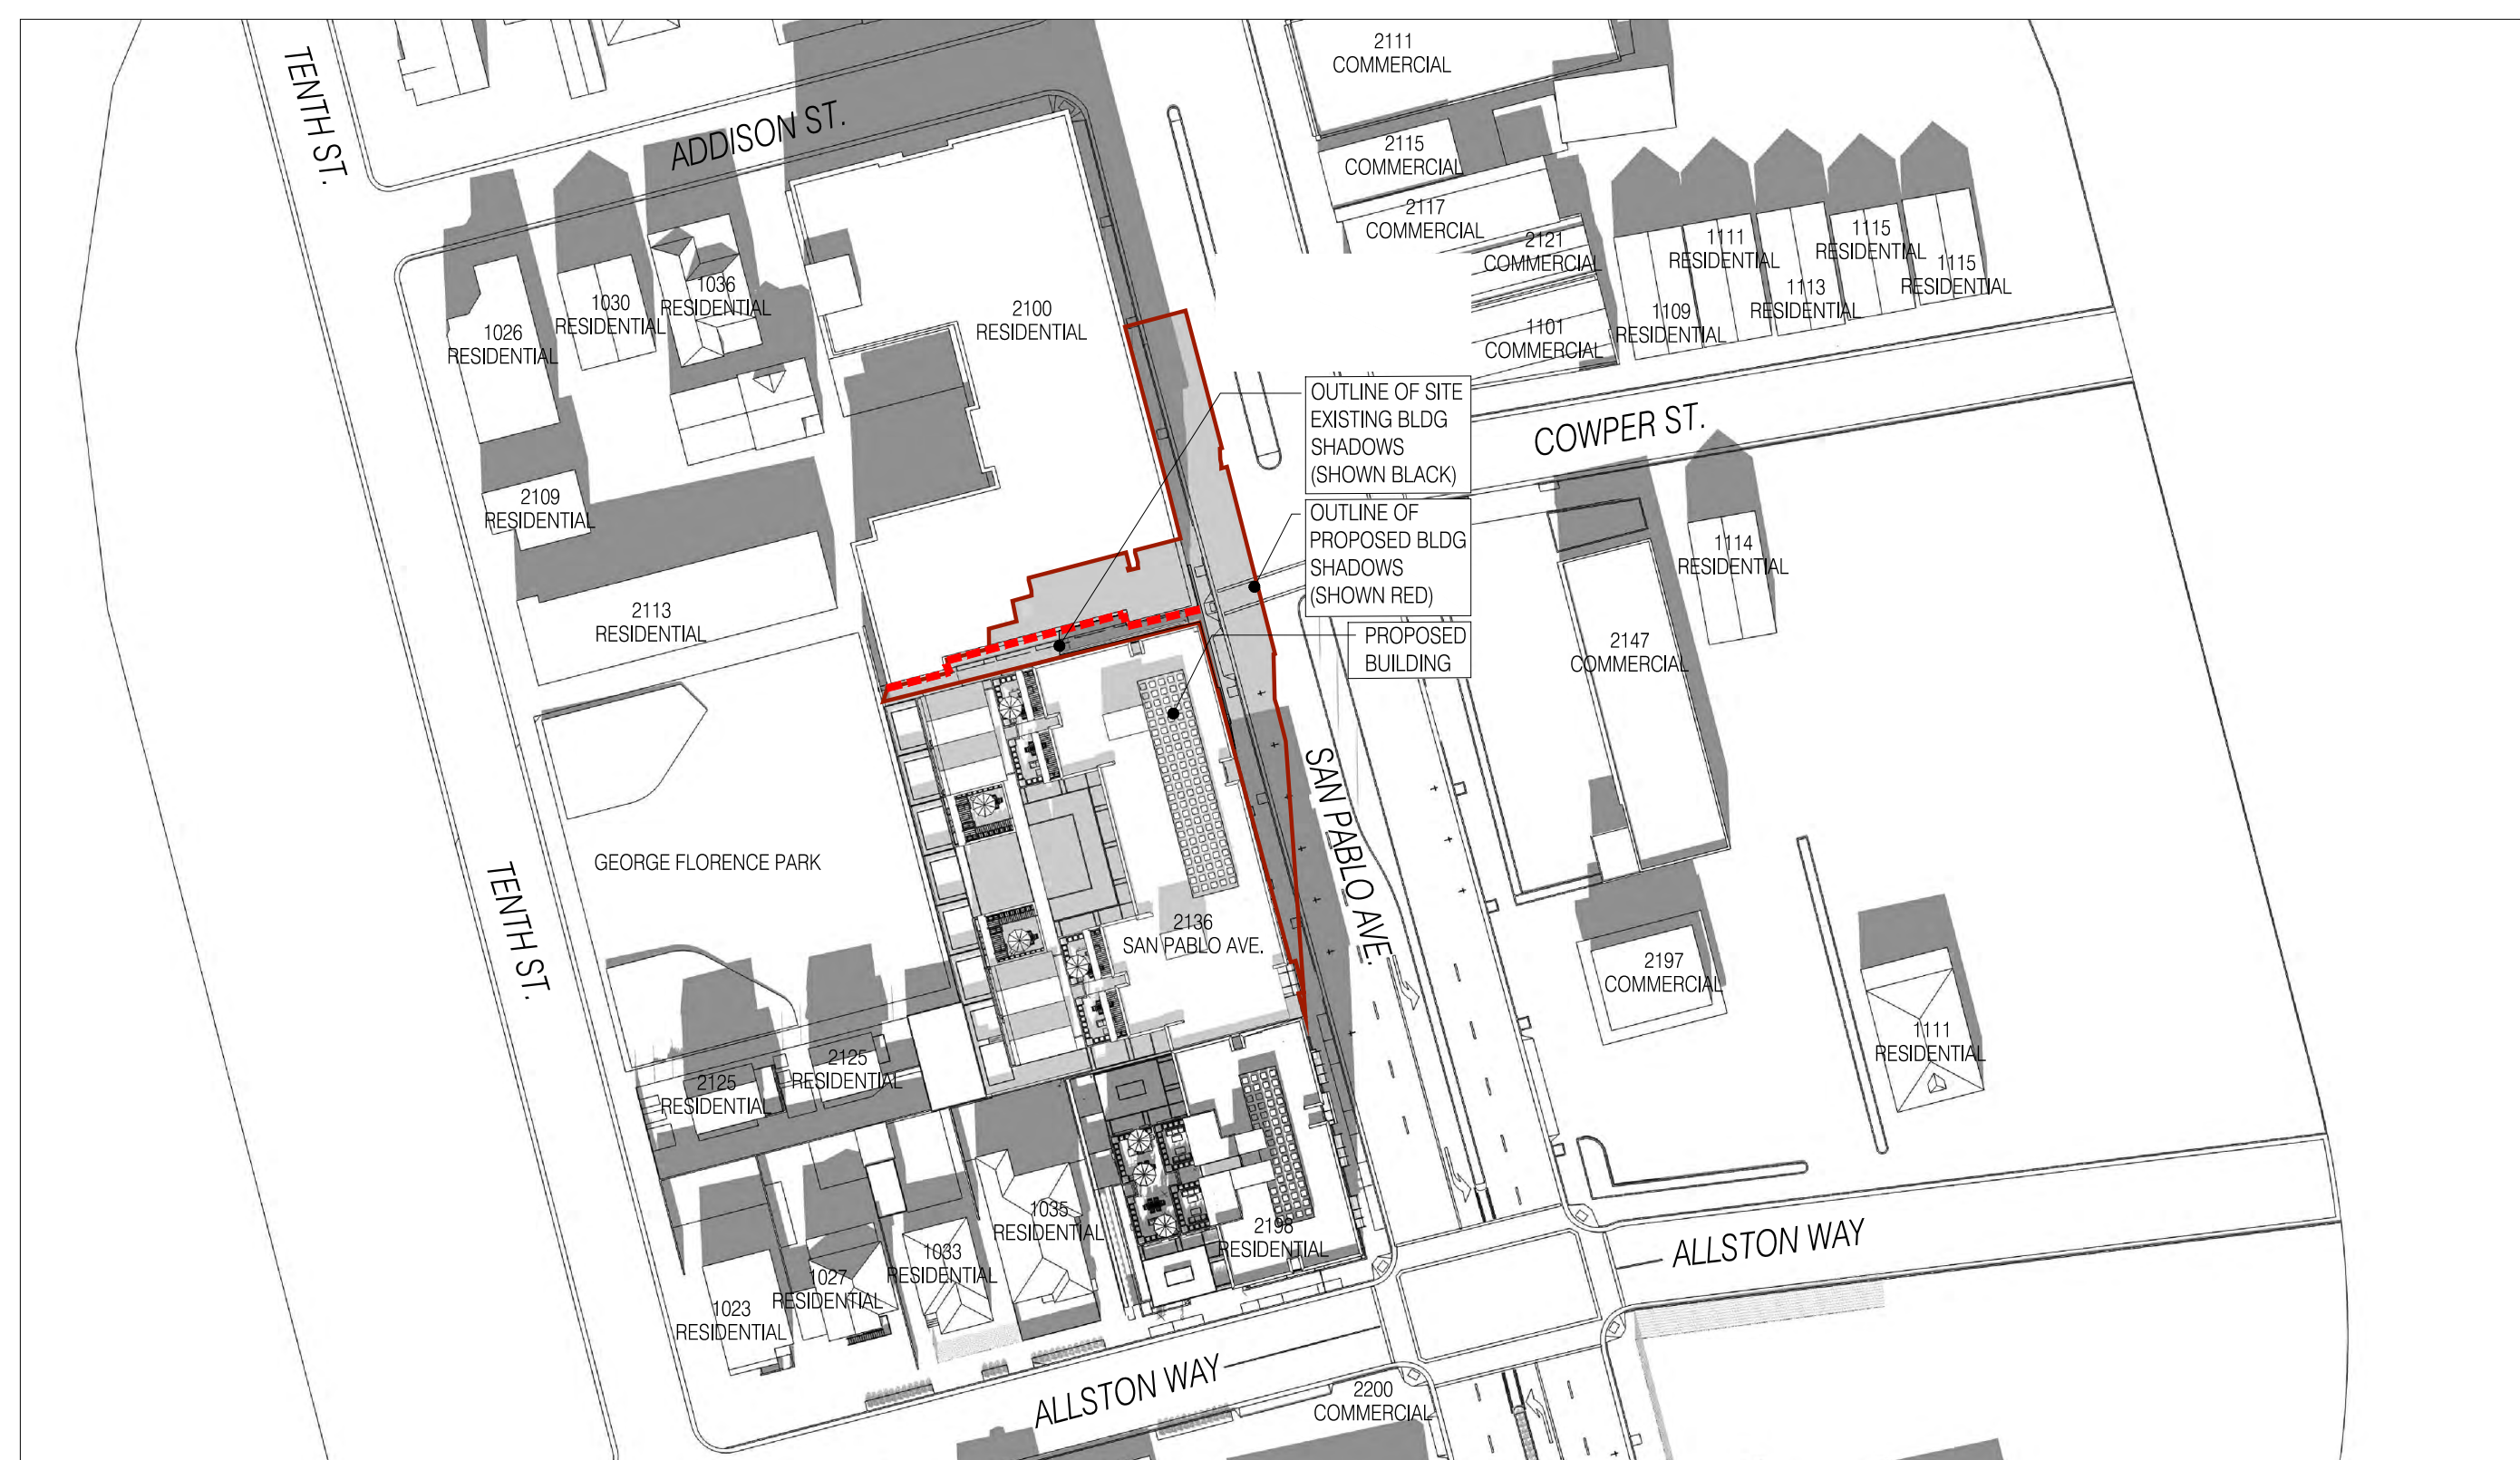 TENTH ST.
ADDISON ST.
2111
COMMERCIAL
2115
COMMERCIAL
2117
COMMERCIAL
2121
COMMERCIAL
1101
COMMERCIAL
1109
RESIDENTIAL
1111
RESIDENTIAL
1113
RESIDENTIAL
1115
RESIDENTIAL
1115
RESIDENTIAL
1026
RESIDENTIAL
1030
RESIDENTIAL
1036
RESIDENTIAL
2100
RESIDENTIAL
OUTLINE OF SITE
EXISTING BLDG
SHADOWS
(SHOWN BLACK)
COWPER ST.
2109
RESIDENTIAL
OUTLINE OF
PROPOSED BLDG
SHADOWS
(SHOWN RED)
1114
RESIDENTIAL
2113
RESIDENTIAL
PROPOSED
BUILDING
2147
COMMERCIAL
GEORGE FLORENCE PARK
SAN PABLO AVE.
TENTH ST.
2136
SAN PABLO AVE.
2197
COMMERCIAL
1111
RESIDENTIAL
2125
RESIDENTIAL
2125
RESIDENTIAL
1035
RESIDENTIAL
2198
RESIDENTIAL
1033
RESIDENTIAL
1027
RESIDENTIAL
1023
RESIDENTIAL
ALLSTON WAY
ALLSTON WAY
2200
COMMERCIAL